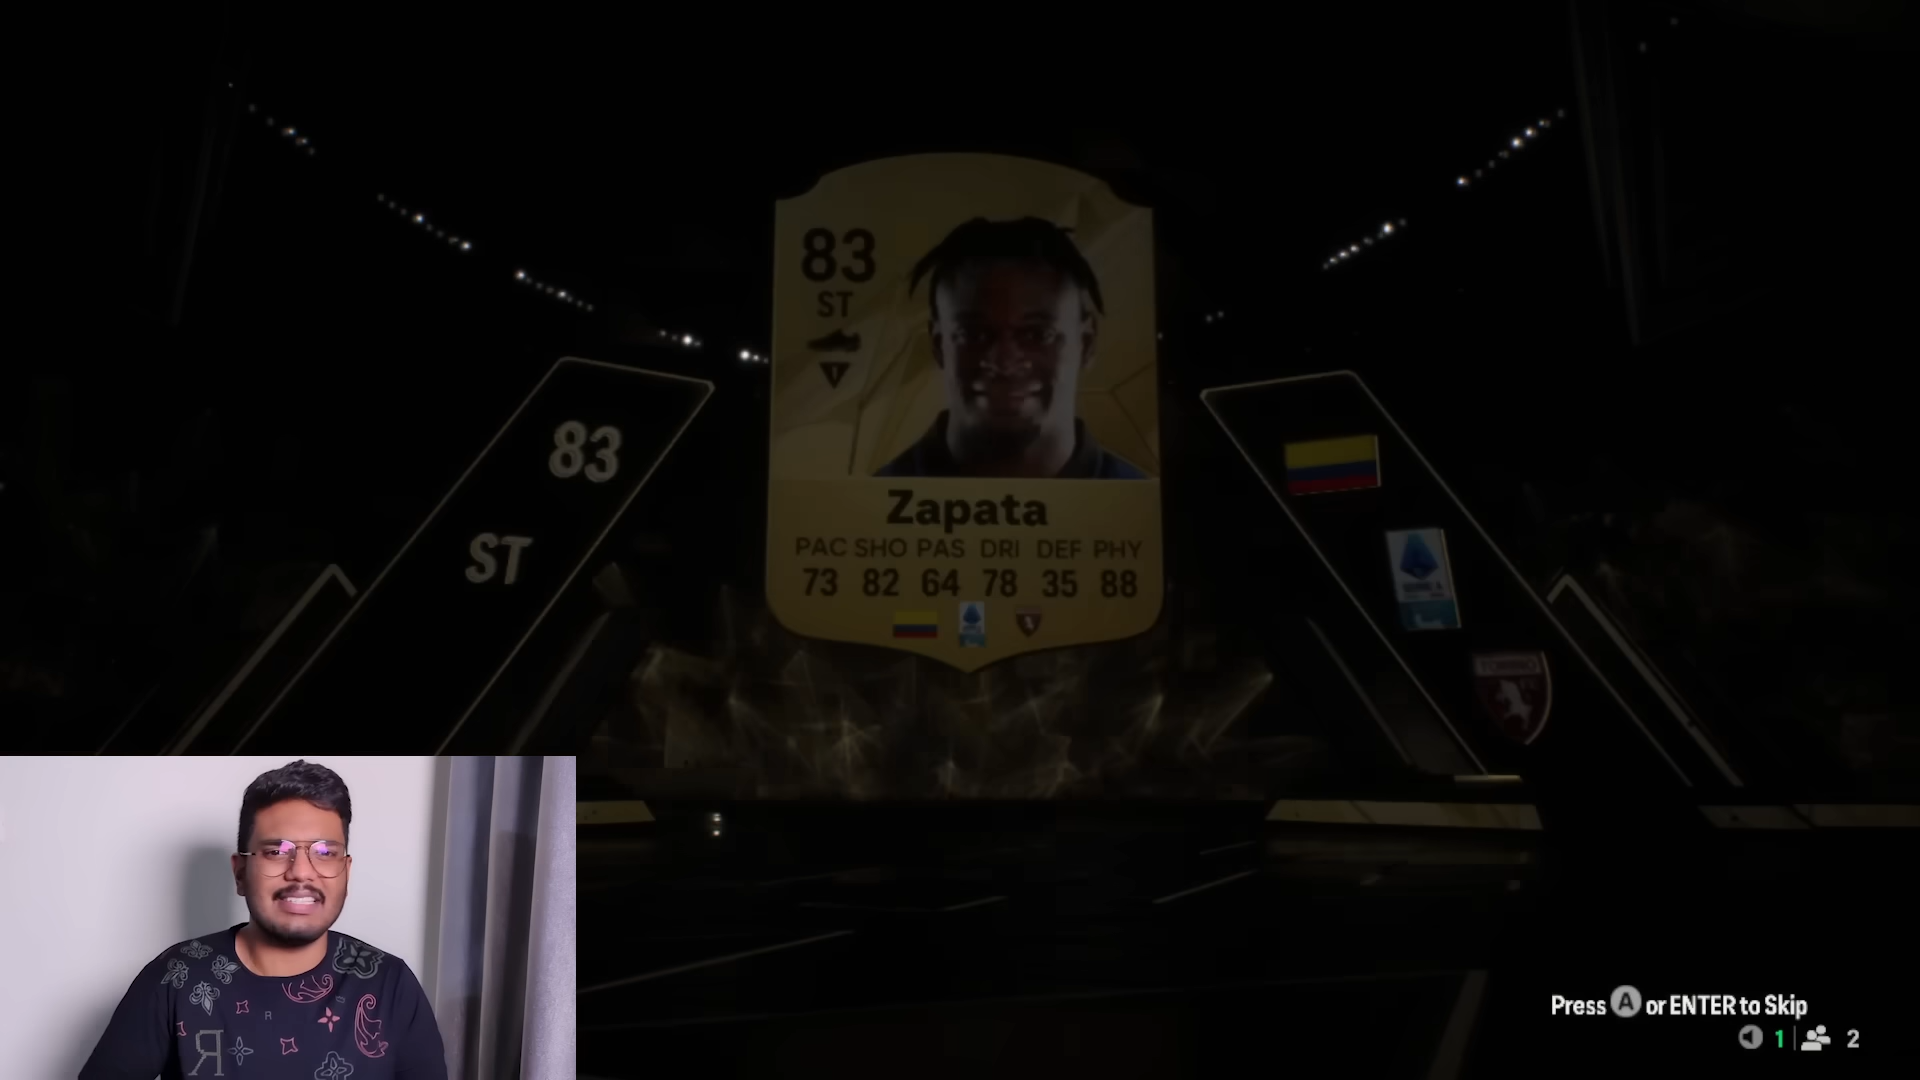 83
ST
Zapata
PAC SHO PAS DRI DEF PHY
73 82 64 78 35 88
83
ST
TORINO
R
R
Press A or ENTER to Skip
1 2